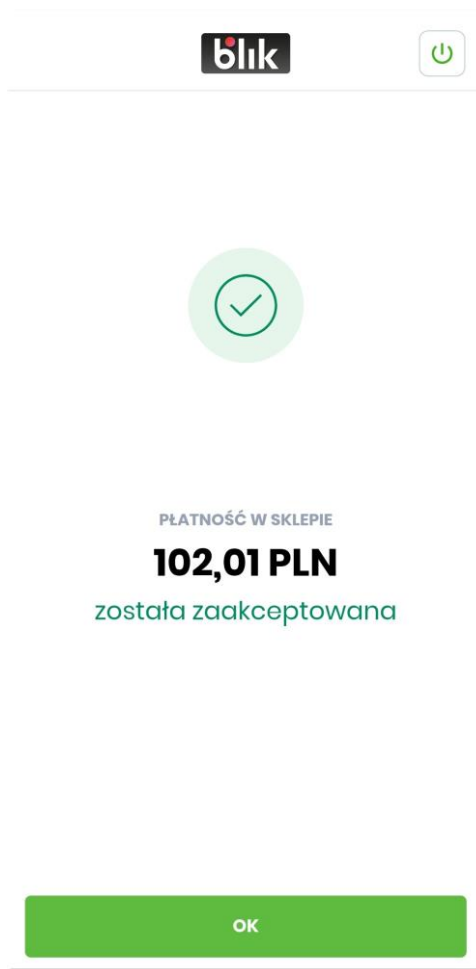 blik
PŁATNOŚĆ W SKLEPIE
102,01 PLN
została zaakceptowana
OK